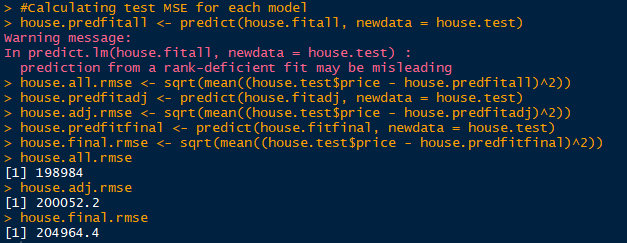 > #Calculating test MSE for each model
> house.predfitall <- predict(house.fitall, newdata = house.test)
Warning message:
In predict.lm(house.fitall, newdata = house.test) :
  prediction from a rank-deficient fit may be misleading
> house.all.rmse <- sqrt(mean((house.test$price - house.predfitall)^2))
> house.predfitadj <- predict(house.fitadj, newdata = house.test)
> house.adj.rmse <- sqrt(mean((house.test$price - house.predfitadj)^2))
> house.predfitfinal <- predict(house.fitfinal, newdata = house.test)
> house.final.rmse <- sqrt(mean((house.test$price - house.predfitfinal)^2))
> house.all.rmse
[1] 198984
> house.adj.rmse
[1] 200052.2
> house.final.rmse
[1] 204964.4